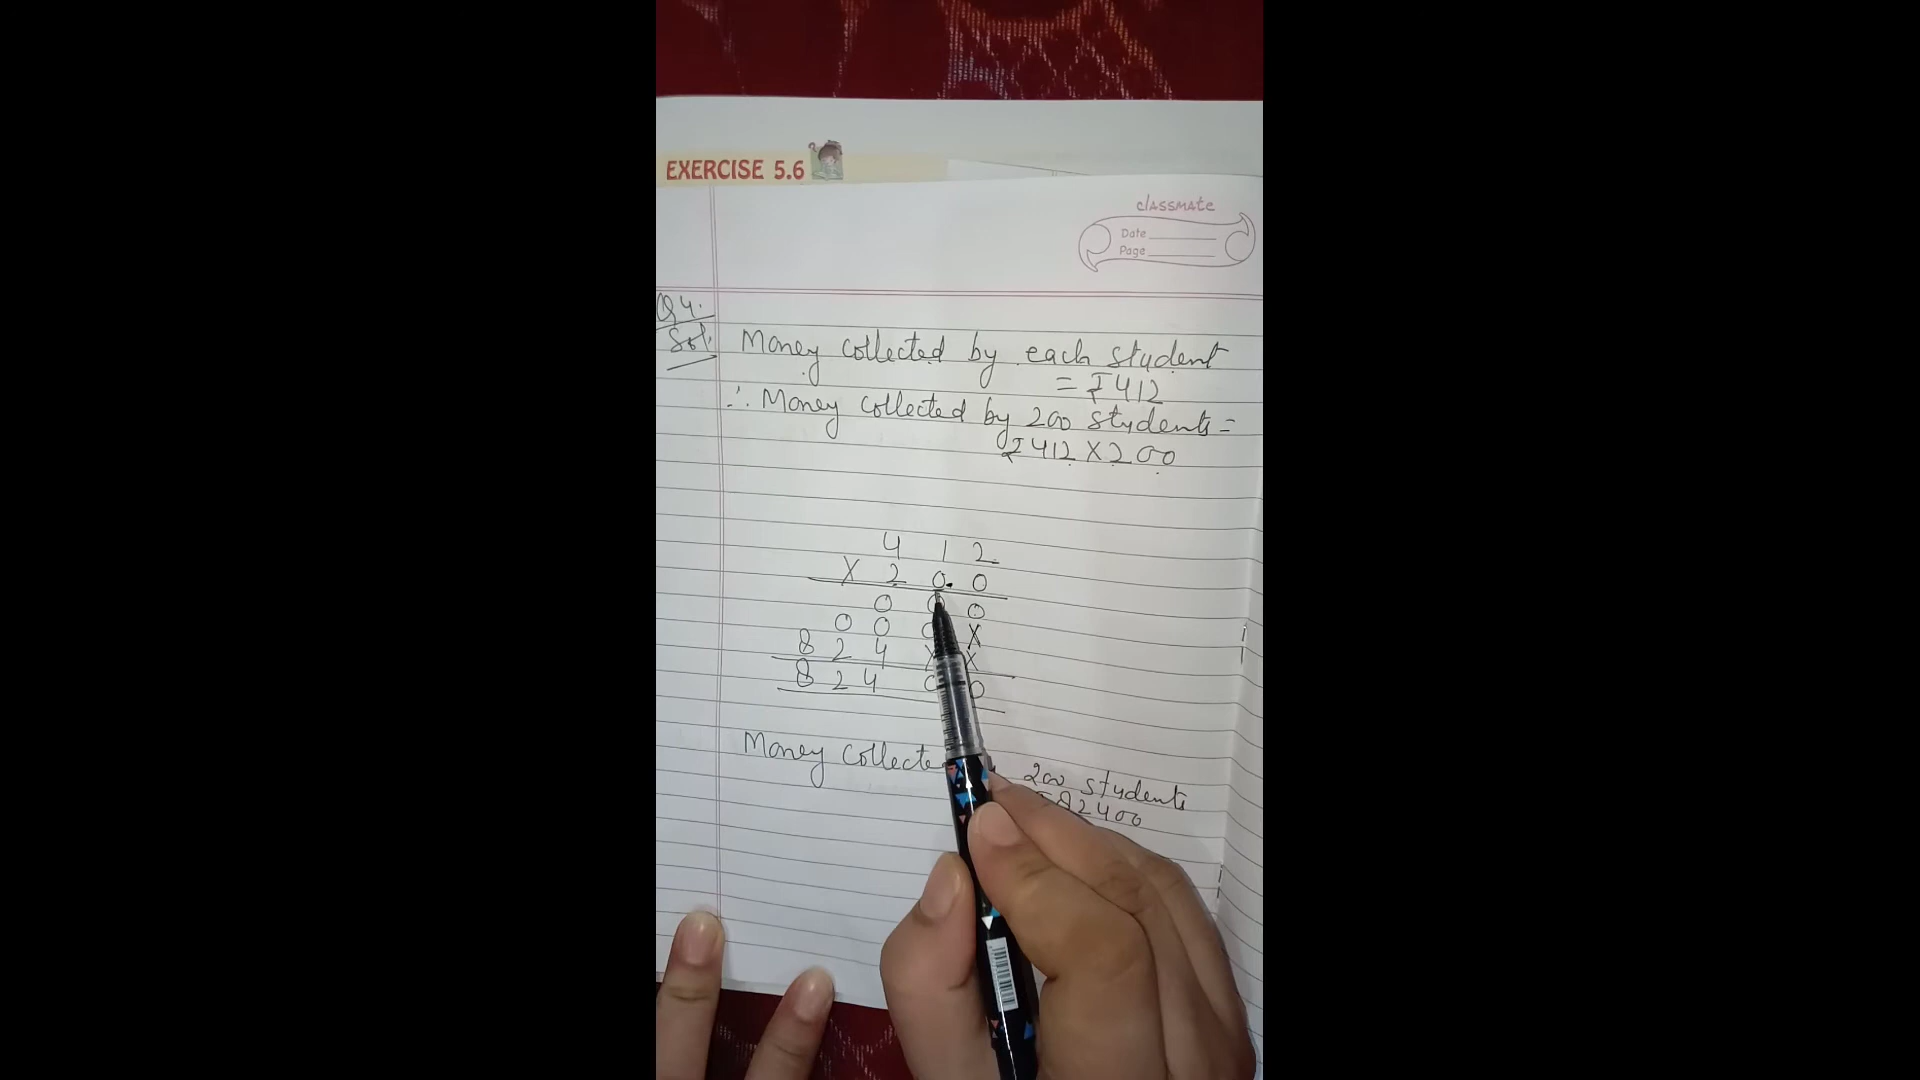 EXERCISE 5.6
classmate
Date
Page
Q4.
Sol. Money collected by each student
= ₹412
∴ Money collected by 200 students =
₹412 X 200
4 1 2
X 2 0 0
0 0 0
0 0 0 X
8 2 4 X X
8 2 4 0 0
Money collected
200 students
₹82400